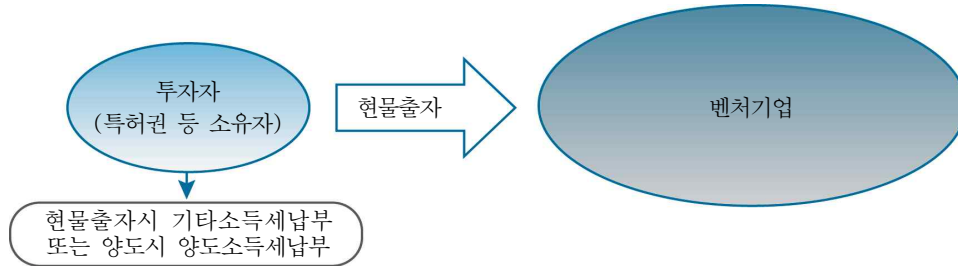 투자자
(특허권 등 소유자)
현물출자
벤처기업
현물출자시 기타소득세납부
또는 양도시 양도소득세납부